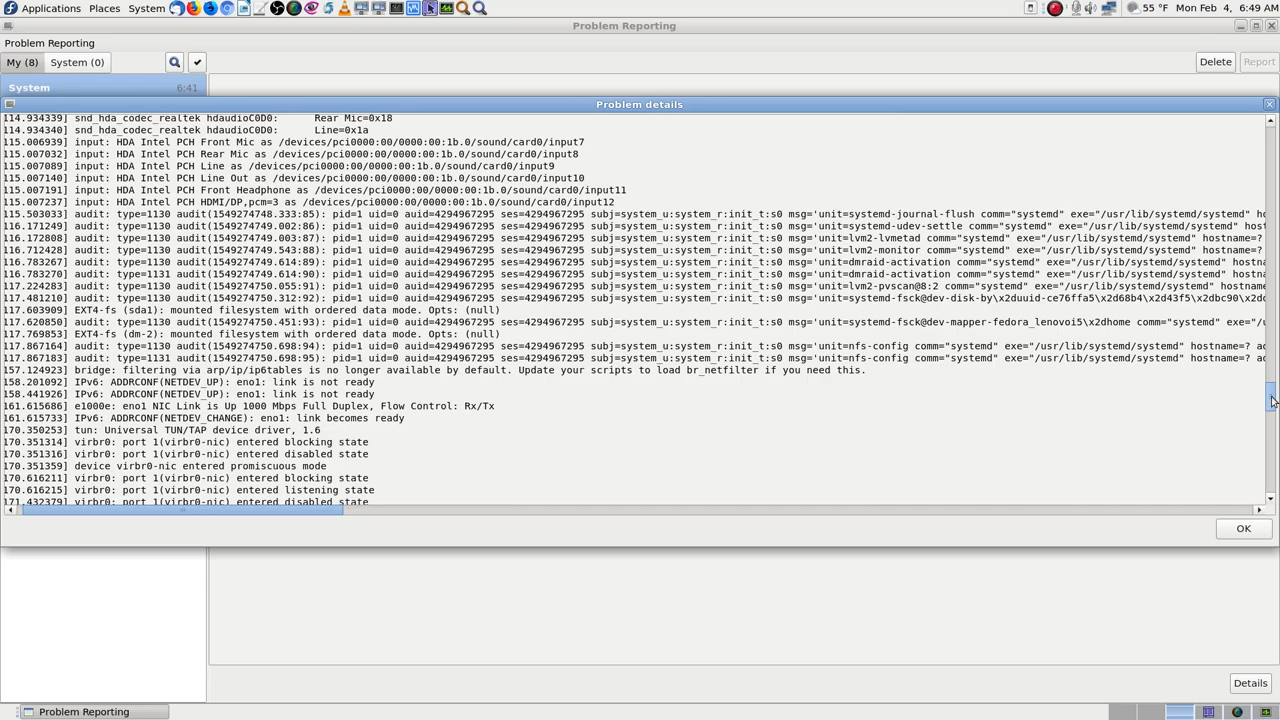 Applications Places System 55 °F Mon Feb 4, 6:49 AM
Problem Reporting
Problem Reporting
My (8) System (0) Delete Report
System 6:41
Problem details
114.934339] snd_hda_codec_realtek hdaudioC0D0:      Rear Mic=0x18
114.934340] snd_hda_codec_realtek hdaudioC0D0:      Line=0x1a
115.006939] input: HDA Intel PCH Front Mic as /devices/pci0000:00/0000:00:1b.0/sound/card0/input7
115.007032] input: HDA Intel PCH Rear Mic as /devices/pci0000:00/0000:00:1b.0/sound/card0/input8
115.007089] input: HDA Intel PCH Line as /devices/pci0000:00/0000:00:1b.0/sound/card0/input9
115.007140] input: HDA Intel PCH Line Out as /devices/pci0000:00/0000:00:1b.0/sound/card0/input10
115.007191] input: HDA Intel PCH Front Headphone as /devices/pci0000:00/0000:00:1b.0/sound/card0/input11
115.007237] input: HDA Intel PCH HDMI/DP,pcm=3 as /devices/pci0000:00/0000:00:1b.0/sound/card0/input12
115.503033] audit: type=1130 audit(1549274748.333:85): pid=1 uid=0 auid=4294967295 ses=4294967295 subj=system_u:system_r:init_t:s0 msg='unit=systemd-journal-flush comm="systemd" exe="/usr/lib/systemd/systemd" ho
116.171249] audit: type=1130 audit(1549274749.002:86): pid=1 uid=0 auid=4294967295 ses=4294967295 subj=system_u:system_r:init_t:s0 msg='unit=systemd-udev-settle comm="systemd" exe="/usr/lib/systemd/systemd" host
116.172808] audit: type=1130 audit(1549274749.003:87): pid=1 uid=0 auid=4294967295 ses=4294967295 subj=system_u:system_r:init_t:s0 msg='unit=lvm2-lvmetad comm="systemd" exe="/usr/lib/systemd/systemd" hostname=?
116.712428] audit: type=1130 audit(1549274749.543:88): pid=1 uid=0 auid=4294967295 ses=4294967295 subj=system_u:system_r:init_t:s0 msg='unit=lvm2-monitor comm="systemd" exe="/usr/lib/systemd/systemd" hostname=?
116.783267] audit: type=1130 audit(1549274749.614:89): pid=1 uid=0 auid=4294967295 ses=4294967295 subj=system_u:system_r:init_t:s0 msg='unit=dmraid-activation comm="systemd" exe="/usr/lib/systemd/systemd" hostna
116.783270] audit: type=1131 audit(1549274749.614:90): pid=1 uid=0 auid=4294967295 ses=4294967295 subj=system_u:system_r:init_t:s0 msg='unit=dmraid-activation comm="systemd" exe="/usr/lib/systemd/systemd" hostna
117.224283] audit: type=1130 audit(1549274750.055:91): pid=1 uid=0 auid=4294967295 ses=4294967295 subj=system_u:system_r:init_t:s0 msg='unit=lvm2-pvscan@8:2 comm="systemd" exe="/usr/lib/systemd/systemd" hostname
117.481210] audit: type=1130 audit(1549274750.312:92): pid=1 uid=0 auid=4294967295 ses=4294967295 subj=system_u:system_r:init_t:s0 msg='unit=systemd-fsck@dev-disk-by\x2duuid-ce76ffa5\x2d68b4\x2d43f5\x2dbc90\x2d
117.603909] EXT4-fs (sda1): mounted filesystem with ordered data mode. Opts: (null)
117.620850] audit: type=1130 audit(1549274750.451:93): pid=1 uid=0 auid=4294967295 ses=4294967295 subj=system_u:system_r:init_t:s0 msg='unit=systemd-fsck@dev-mapper-fedora_lenovoi5\x2dhome comm="systemd" exe="/u
117.769853] EXT4-fs (dm-2): mounted filesystem with ordered data mode. Opts: (null)
117.867164] audit: type=1130 audit(1549274750.698:94): pid=1 uid=0 auid=4294967295 ses=4294967295 subj=system_u:system_r:init_t:s0 msg='unit=nfs-config comm="systemd" exe="/usr/lib/systemd/systemd" hostname=? ad
117.867183] audit: type=1131 audit(1549274750.698:95): pid=1 uid=0 auid=4294967295 ses=4294967295 subj=system_u:system_r:init_t:s0 msg='unit=nfs-config comm="systemd" exe="/usr/lib/systemd/systemd" hostname=? ad
157.124923] bridge: filtering via arp/ip/ip6tables is no longer available by default. Update your scripts to load br_netfilter if you need this.
158.201092] IPv6: ADDRCONF(NETDEV_UP): eno1: link is not ready
158.441926] IPv6: ADDRCONF(NETDEV_UP): eno1: link is not ready
161.615686] e1000e: eno1 NIC Link is Up 1000 Mbps Full Duplex, Flow Control: Rx/Tx
161.615733] IPv6: ADDRCONF(NETDEV_CHANGE): eno1: link becomes ready
170.350253] tun: Universal TUN/TAP device driver, 1.6
170.351314] virbr0: port 1(virbr0-nic) entered blocking state
170.351316] virbr0: port 1(virbr0-nic) entered disabled state
170.351359] device virbr0-nic entered promiscuous mode
170.616211] virbr0: port 1(virbr0-nic) entered blocking state
170.616215] virbr0: port 1(virbr0-nic) entered listening state
171.432379] virbr0: port 1(virbr0-nic) entered disabled state
OK
Details
Problem Reporting